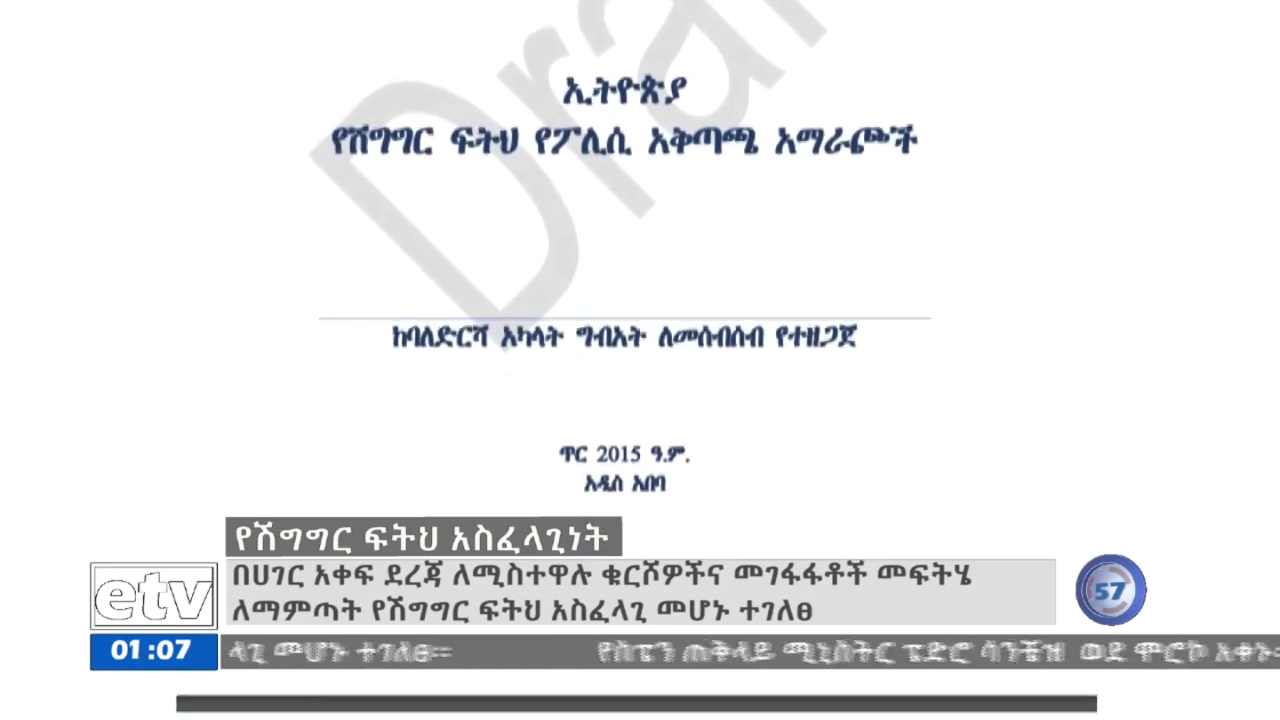 Dra
ኢትዮጵያ
የሽግግር ፍትህ የፖሊሲ አቅጣጫ አማራጮች
ከባለድርሻ አካላት ግብአት ለመሰብሰብ የተዘጋጀ
ጥር 2015 ዓ.ም.
አዲስ አበባ
የሽግግር ፍትህ አስፈላጊነት
በሀገር አቀፍ ደረጃ ለሚስተዋሉ ቁርሾዎችና መገፋፋቶች መፍትሄ
ለማምጣት የሽግግር ፍትህ አስፈላጊ መሆኑ ተገለፀ
etv
57
01:07
ላጊ መሆኑ ተገለፀ። የስፔን ጠቅላይ ሚኒስትር ፔድሮ ሳንቼዝ ወደ ሞሮኮ አቀኑ።